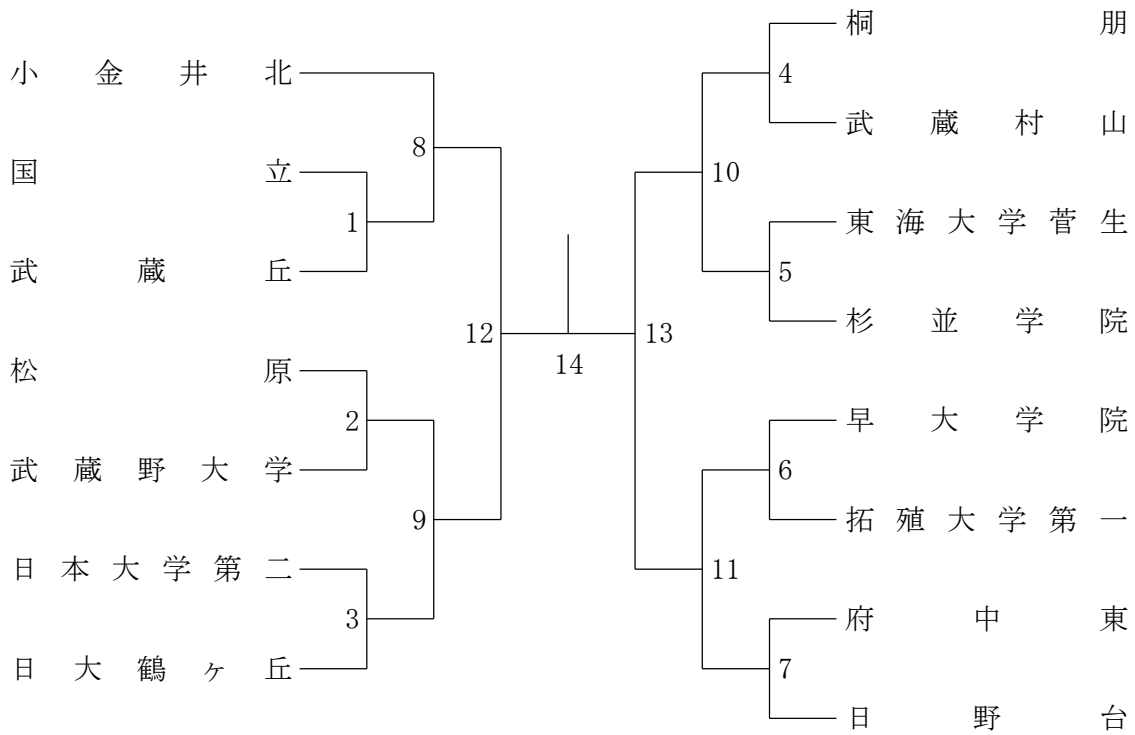 桐朋
小金井北
4
武蔵村山
8
国立
10
1
東海大学菅生
武蔵丘
5
杉並学院
12
13
14
松原
2
早大学院
武蔵野大学
6
9
拓殖大学第一
日本大学第二
11
3
府中東
日大鶴ヶ丘
7
日野台